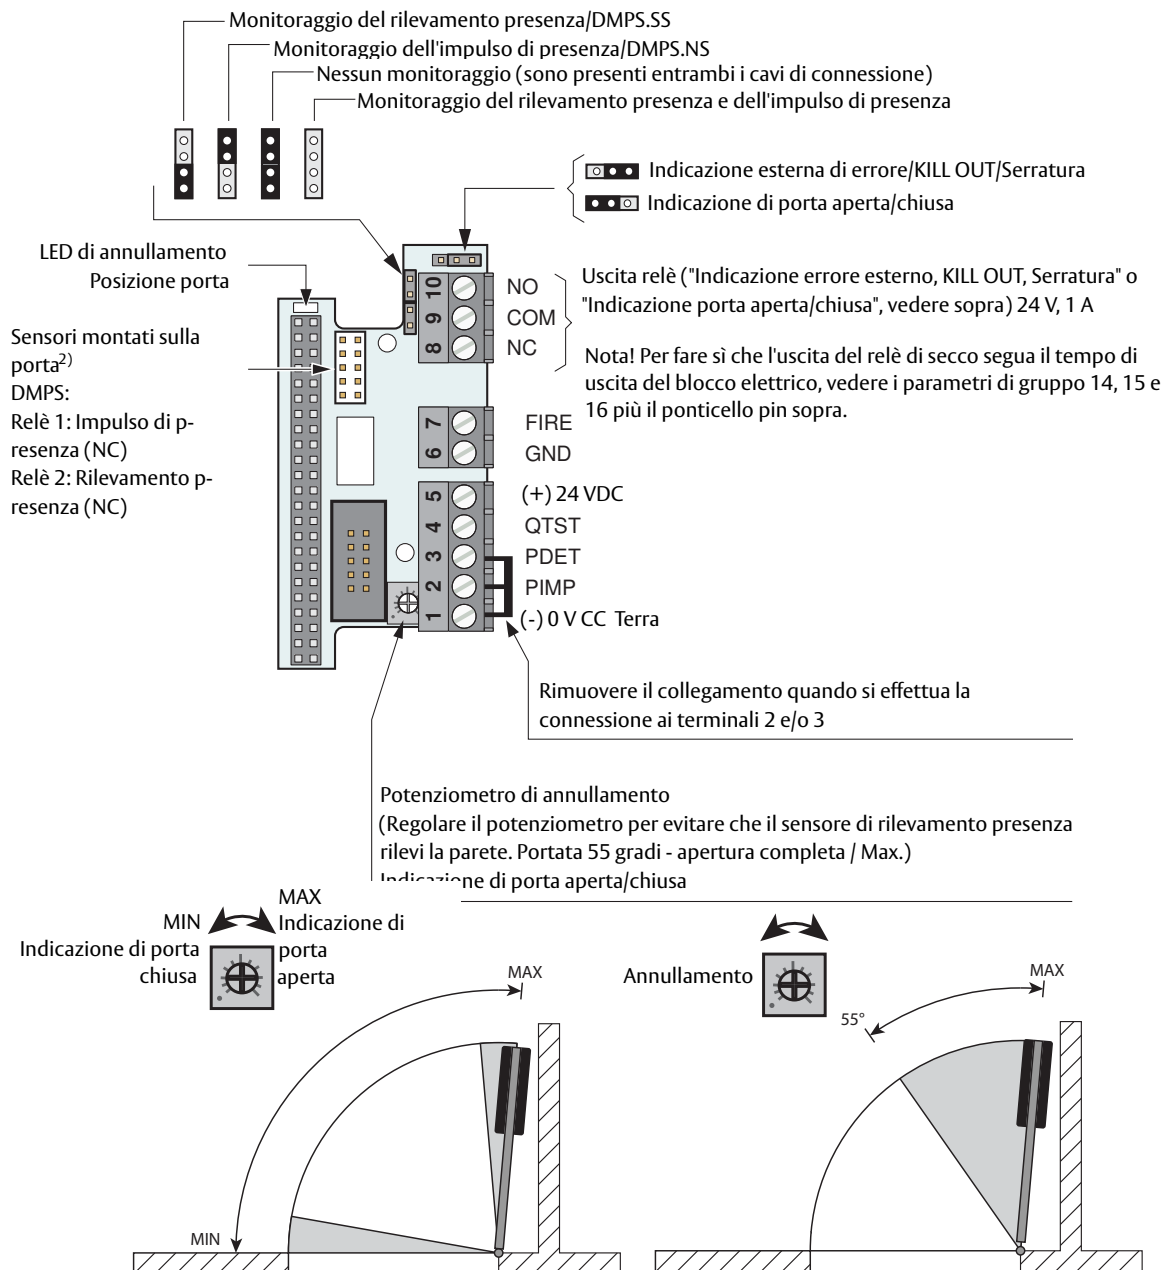 Monitoraggio del rilevamento presenza/DMPS.SS
Monitoraggio dell'impulso di presenza/DMPS.NS
Nessun monitoraggio (sono presenti entrambi i cavi di connessione)
Monitoraggio del rilevamento presenza e dell'impulso di presenza
Indicazione esterna di errore/KILL OUT/Serratura
Indicazione di porta aperta/chiusa
LED di annullamento
Posizione porta
Sensori montati sulla
porta2)
DMPS:
Relè 1: Impulso di p-
resenza (NC)
Relè 2: Rilevamento p-
resenza (NC)
10
9
8
7
6
5
4
3
2
1
NO
COM
NC
FIRE
GND
(+) 24 VDC
QTST
PDET
PIMP
(-) 0 V CC Terra
Uscita relè ("Indicazione errore esterno, KILL OUT, Serratura" o
"Indicazione porta aperta/chiusa", vedere sopra) 24 V, 1 A
Nota! Per fare sì che l'uscita del relè di secco segua il tempo di
uscita del blocco elettrico, vedere i parametri di gruppo 14, 15 e
16 più il ponticello pin sopra.
Rimuovere il collegamento quando si effettua la
connessione ai terminali 2 e/o 3
Potenziometro di annullamento
(Regolare il potenziometro per evitare che il sensore di rilevamento presenza
rilevi la parete. Portata 55 gradi - apertura completa / Max.)
Indicazione di porta aperta/chiusa
MIN
Indicazione di porta
chiusa
MAX
Indicazione di
porta
aperta
MAX
MIN
Annullamento
55°
MAX